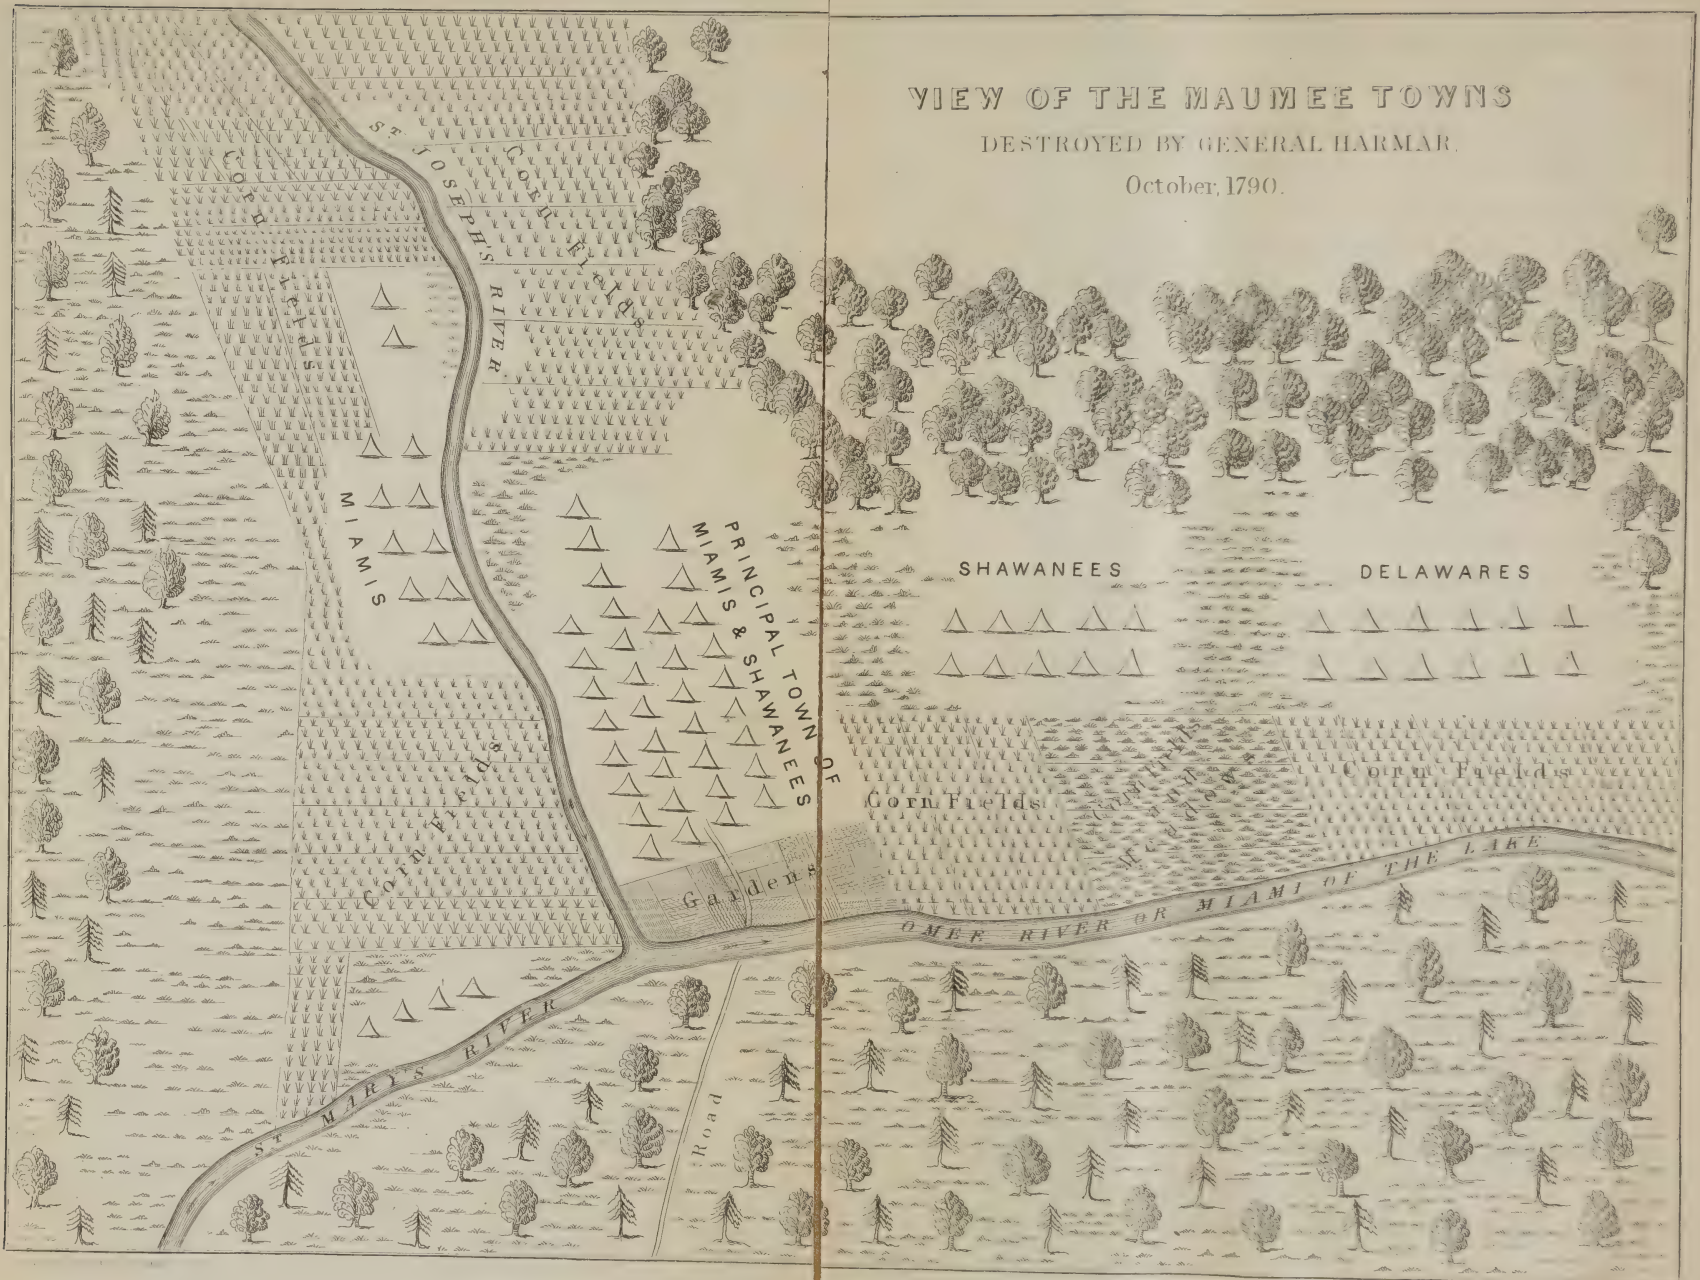 VIEW OF THE MAUMEE TOWNS
DESTROYED BY GENERAL HARMAR.
October, 1790.
ST JOSEPH'S RIVER
Corn Fields
Corn Fields
MIAMIS
PRINCIPAL TOWN OF
MIAMIS & SHAWANEES
SHAWANEES
DELAWARES
Corn Fields
Corn Fields
Corn Fields
Gardens
OMEE RIVER OR MIAMI OF THE LAKE
ST MARYS RIVER
Road